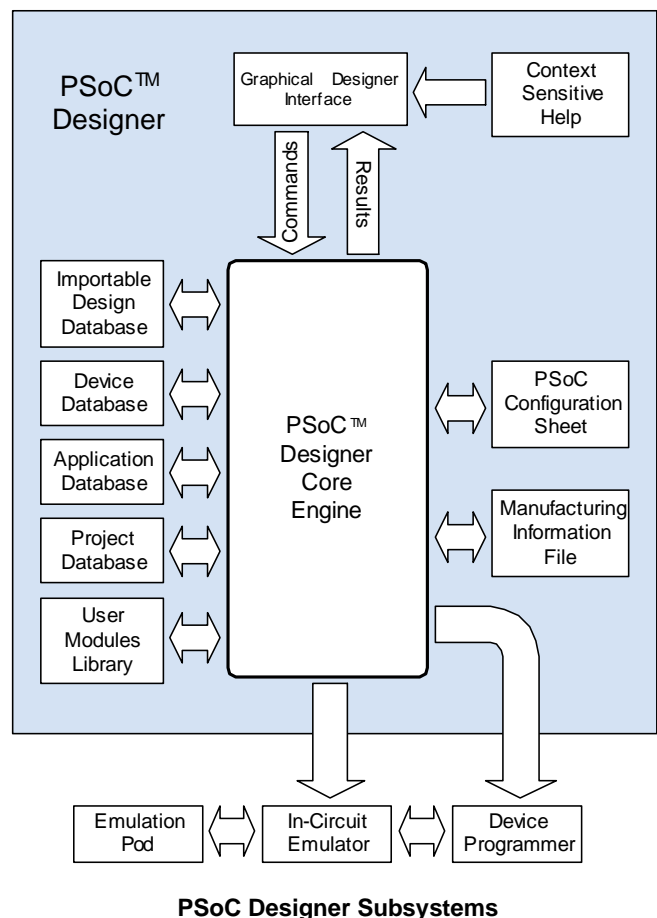 PSoC™
Designer
Graphical Designer
Interface
Context
Sensitive
Help
Commands
Results
Importable
Design
Database
Device
Database
Application
Database
Project
Database
User
Modules
Library
PSoC™
Designer
Core
Engine
PSoC
Configuration
Sheet
Manufacturing
Information
File
Emulation
Pod
In-Circuit
Emulator
Device
Programmer
PSoC Designer Subsystems